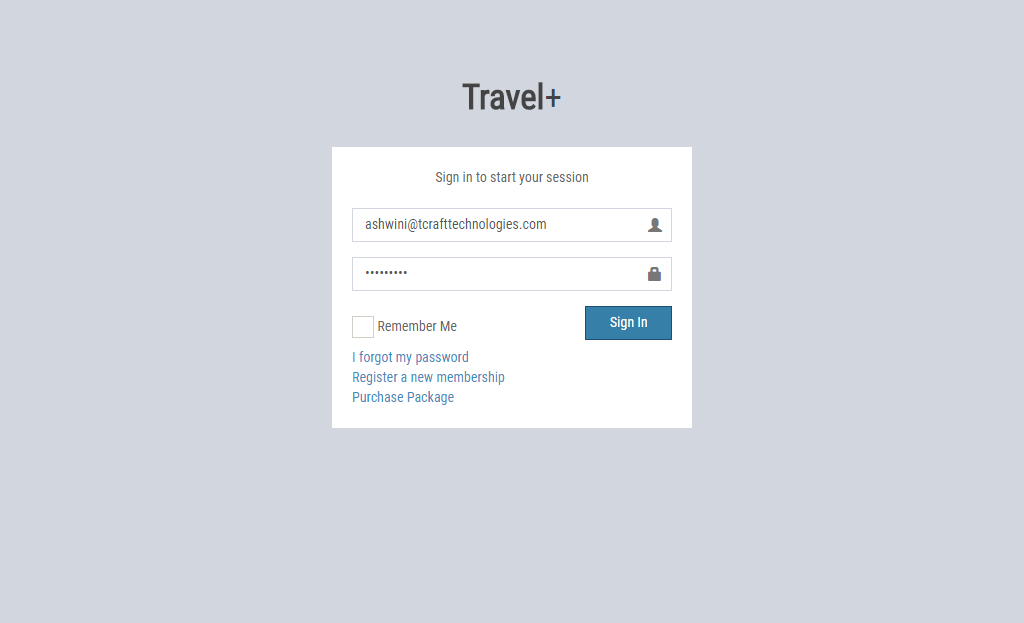 Travel+
Sign in to start your session
ashwini@tcrafttechnologies.com
•••••••••
Remember Me
Sign In
I forgot my password
Register a new membership
Purchase Package